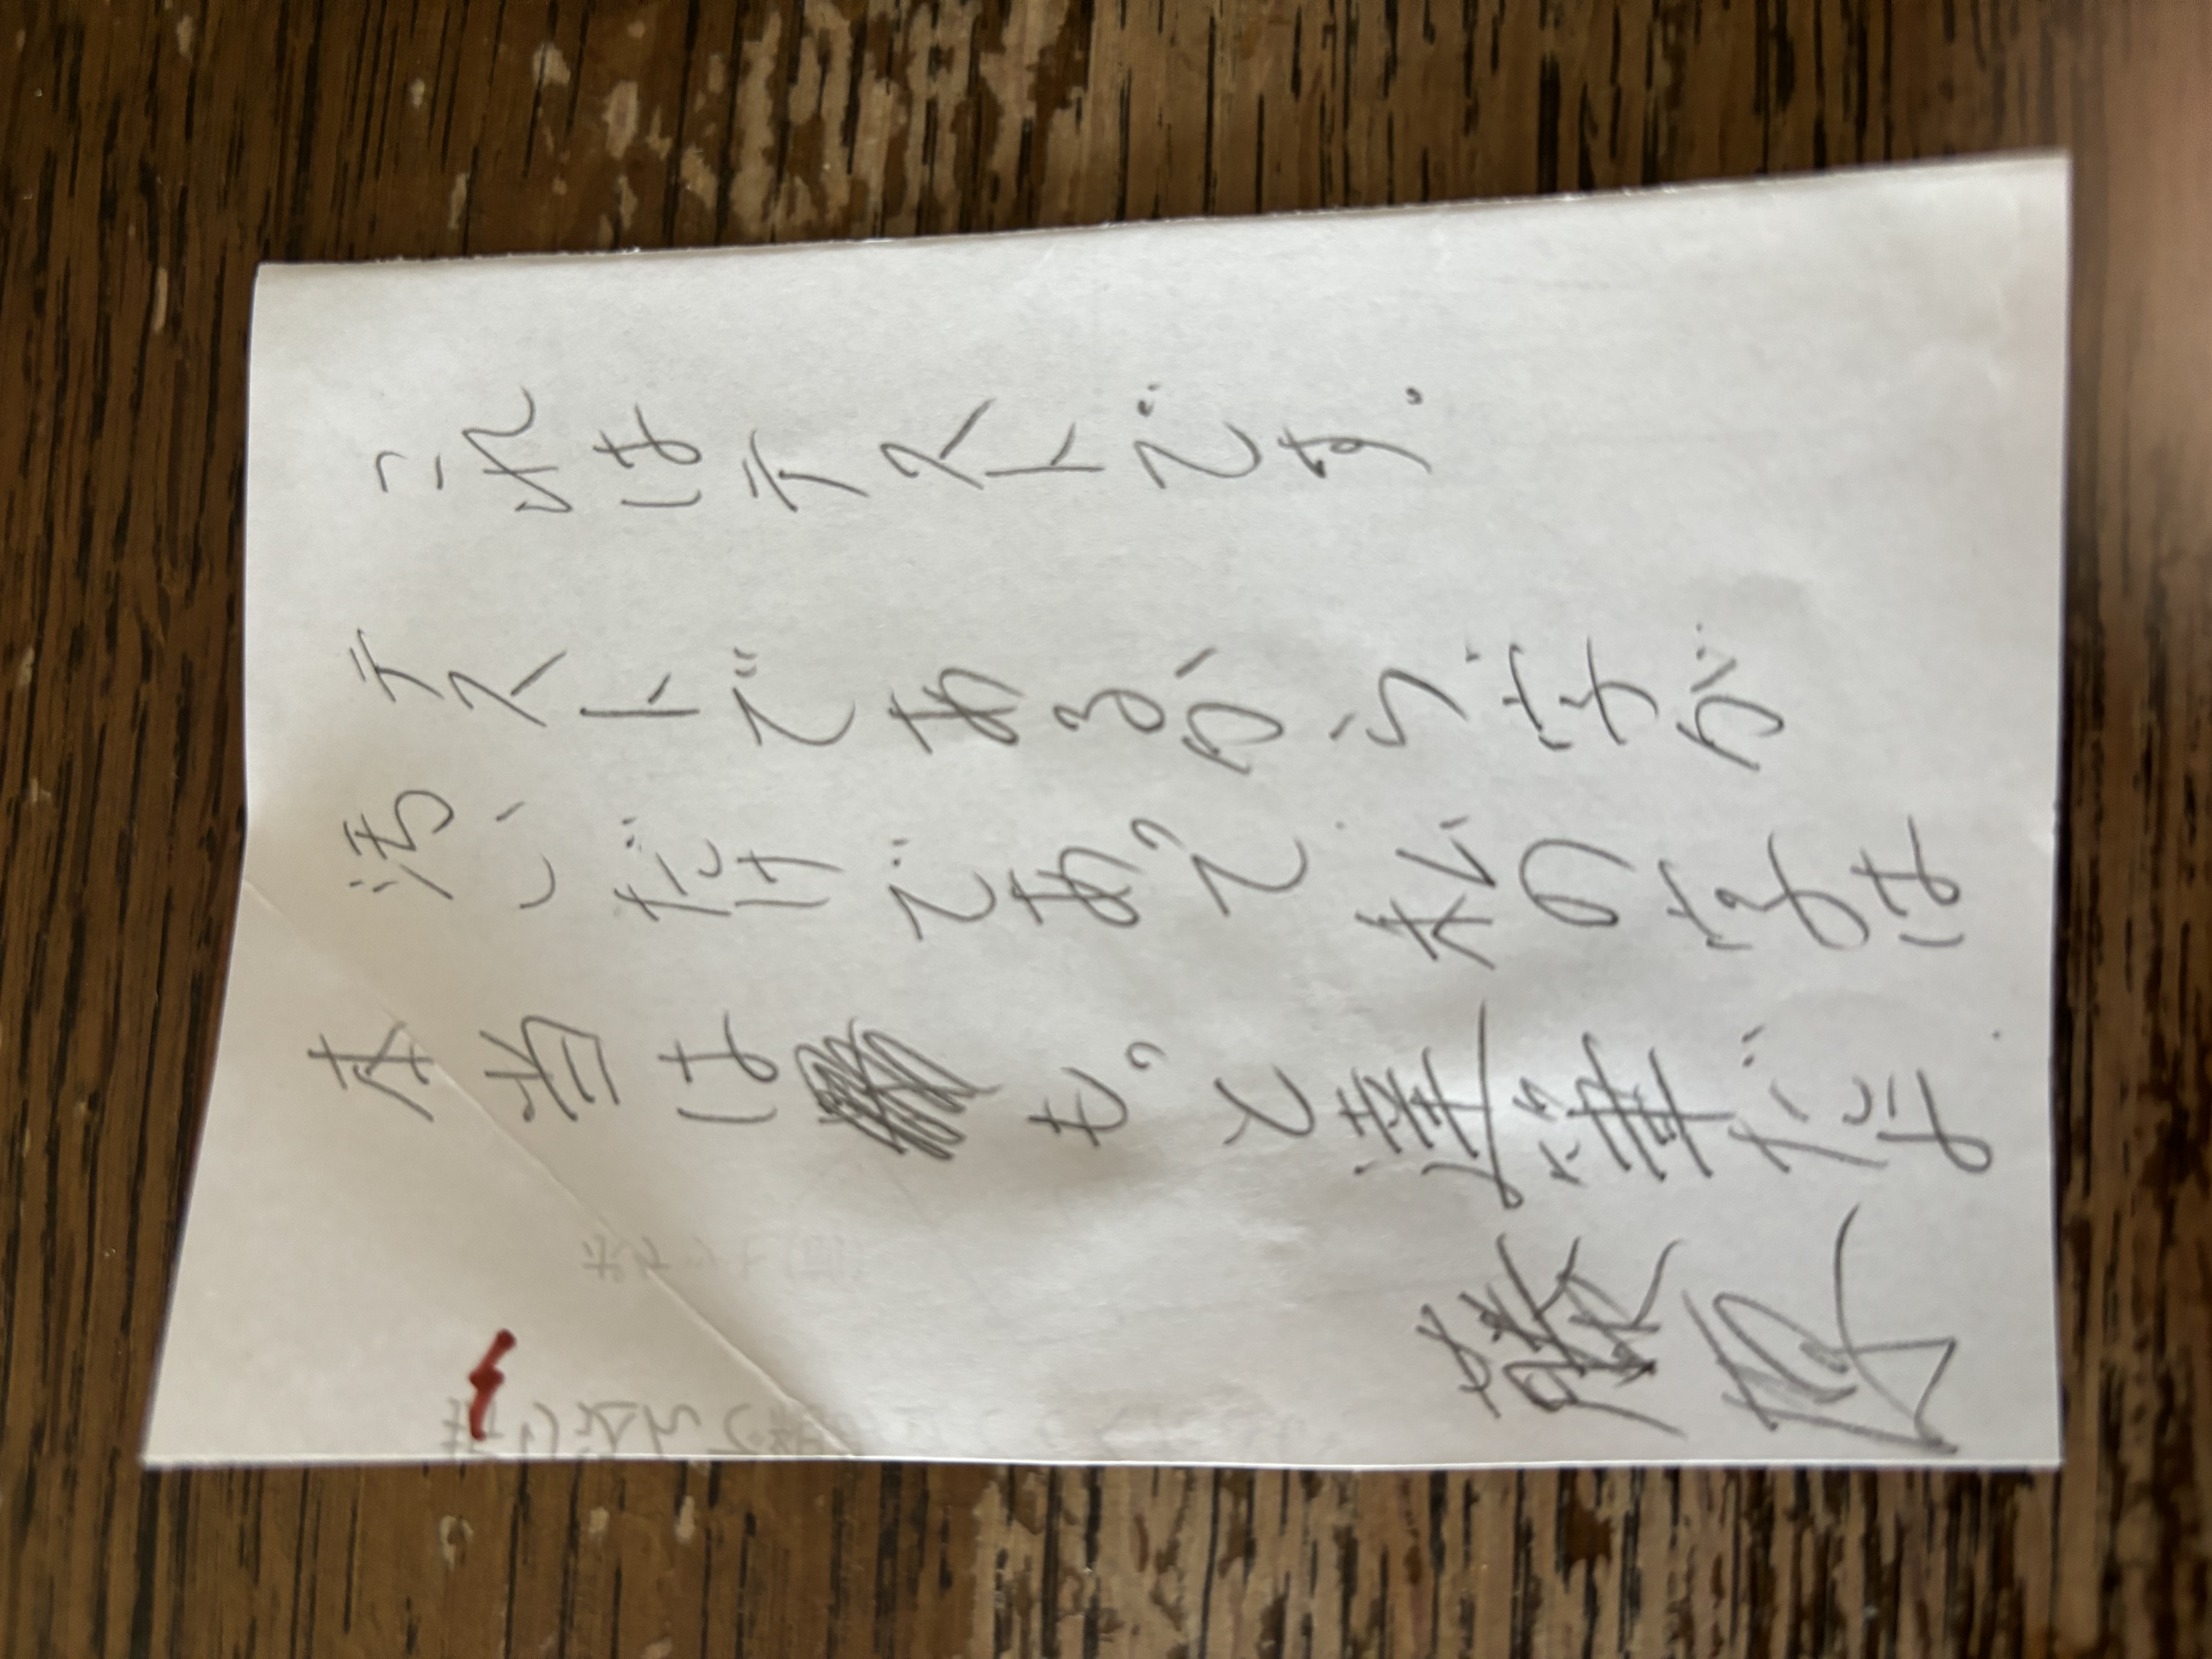 これはテストです。
テストであるから、字が
汚いだけであって、私の字は
本当はもっと達筆だよ.
藤原